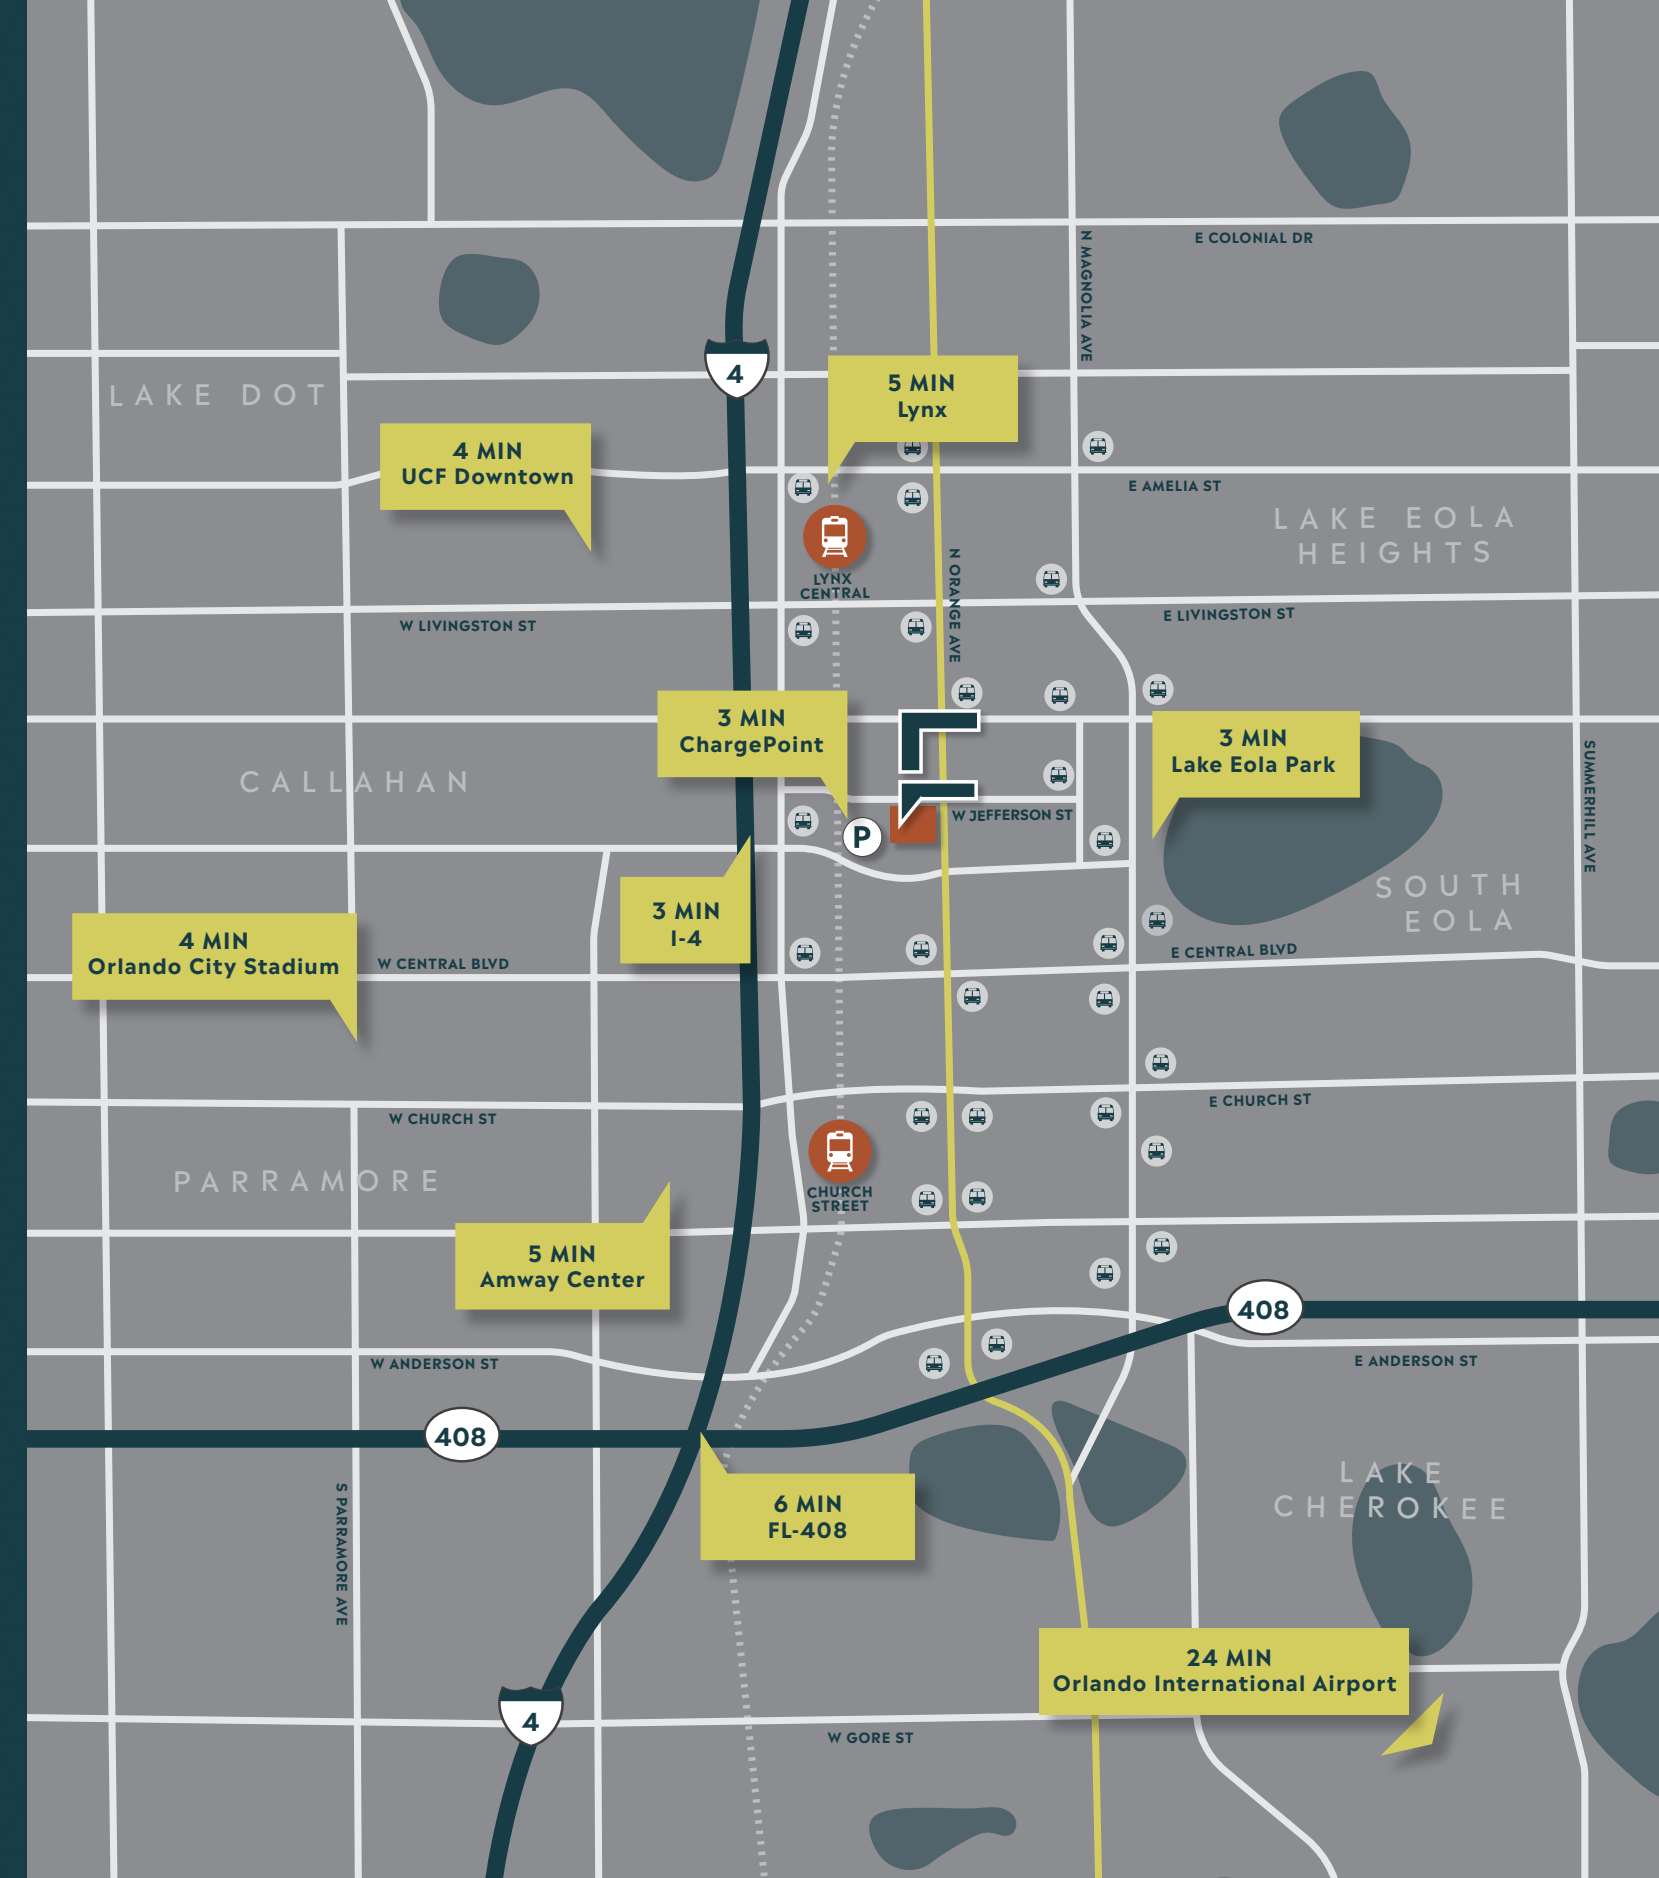 E COLONIAL DR
N MAGNOLIA AVE
4
5 MIN
Lynx
LAKE DOT
4 MIN
UCF Downtown
E AMELIA ST
LAKE EOLA
HEIGHTS
LYNX
CENTRAL
N ORANGE AVE
W LIVINGSTON ST
E LIVINGSTON ST
3 MIN
ChargePoint
3 MIN
Lake Eola Park
CALLAHAN
SUMMERHILL AVE
W JEFFERSON ST
P
3 MIN
I-4
SOUTH
EOLA
4 MIN
Orlando City Stadium
W CENTRAL BLVD
E CENTRAL BLVD
W CHURCH ST
E CHURCH ST
PARRAMORE
CHURCH
STREET
5 MIN
Amway Center
408
W ANDERSON ST
E ANDERSON ST
408
LAKE
CHEROKEE
S PARRAMORE AVE
6 MIN
FL-408
24 MIN
Orlando International Airport
4
W GORE ST